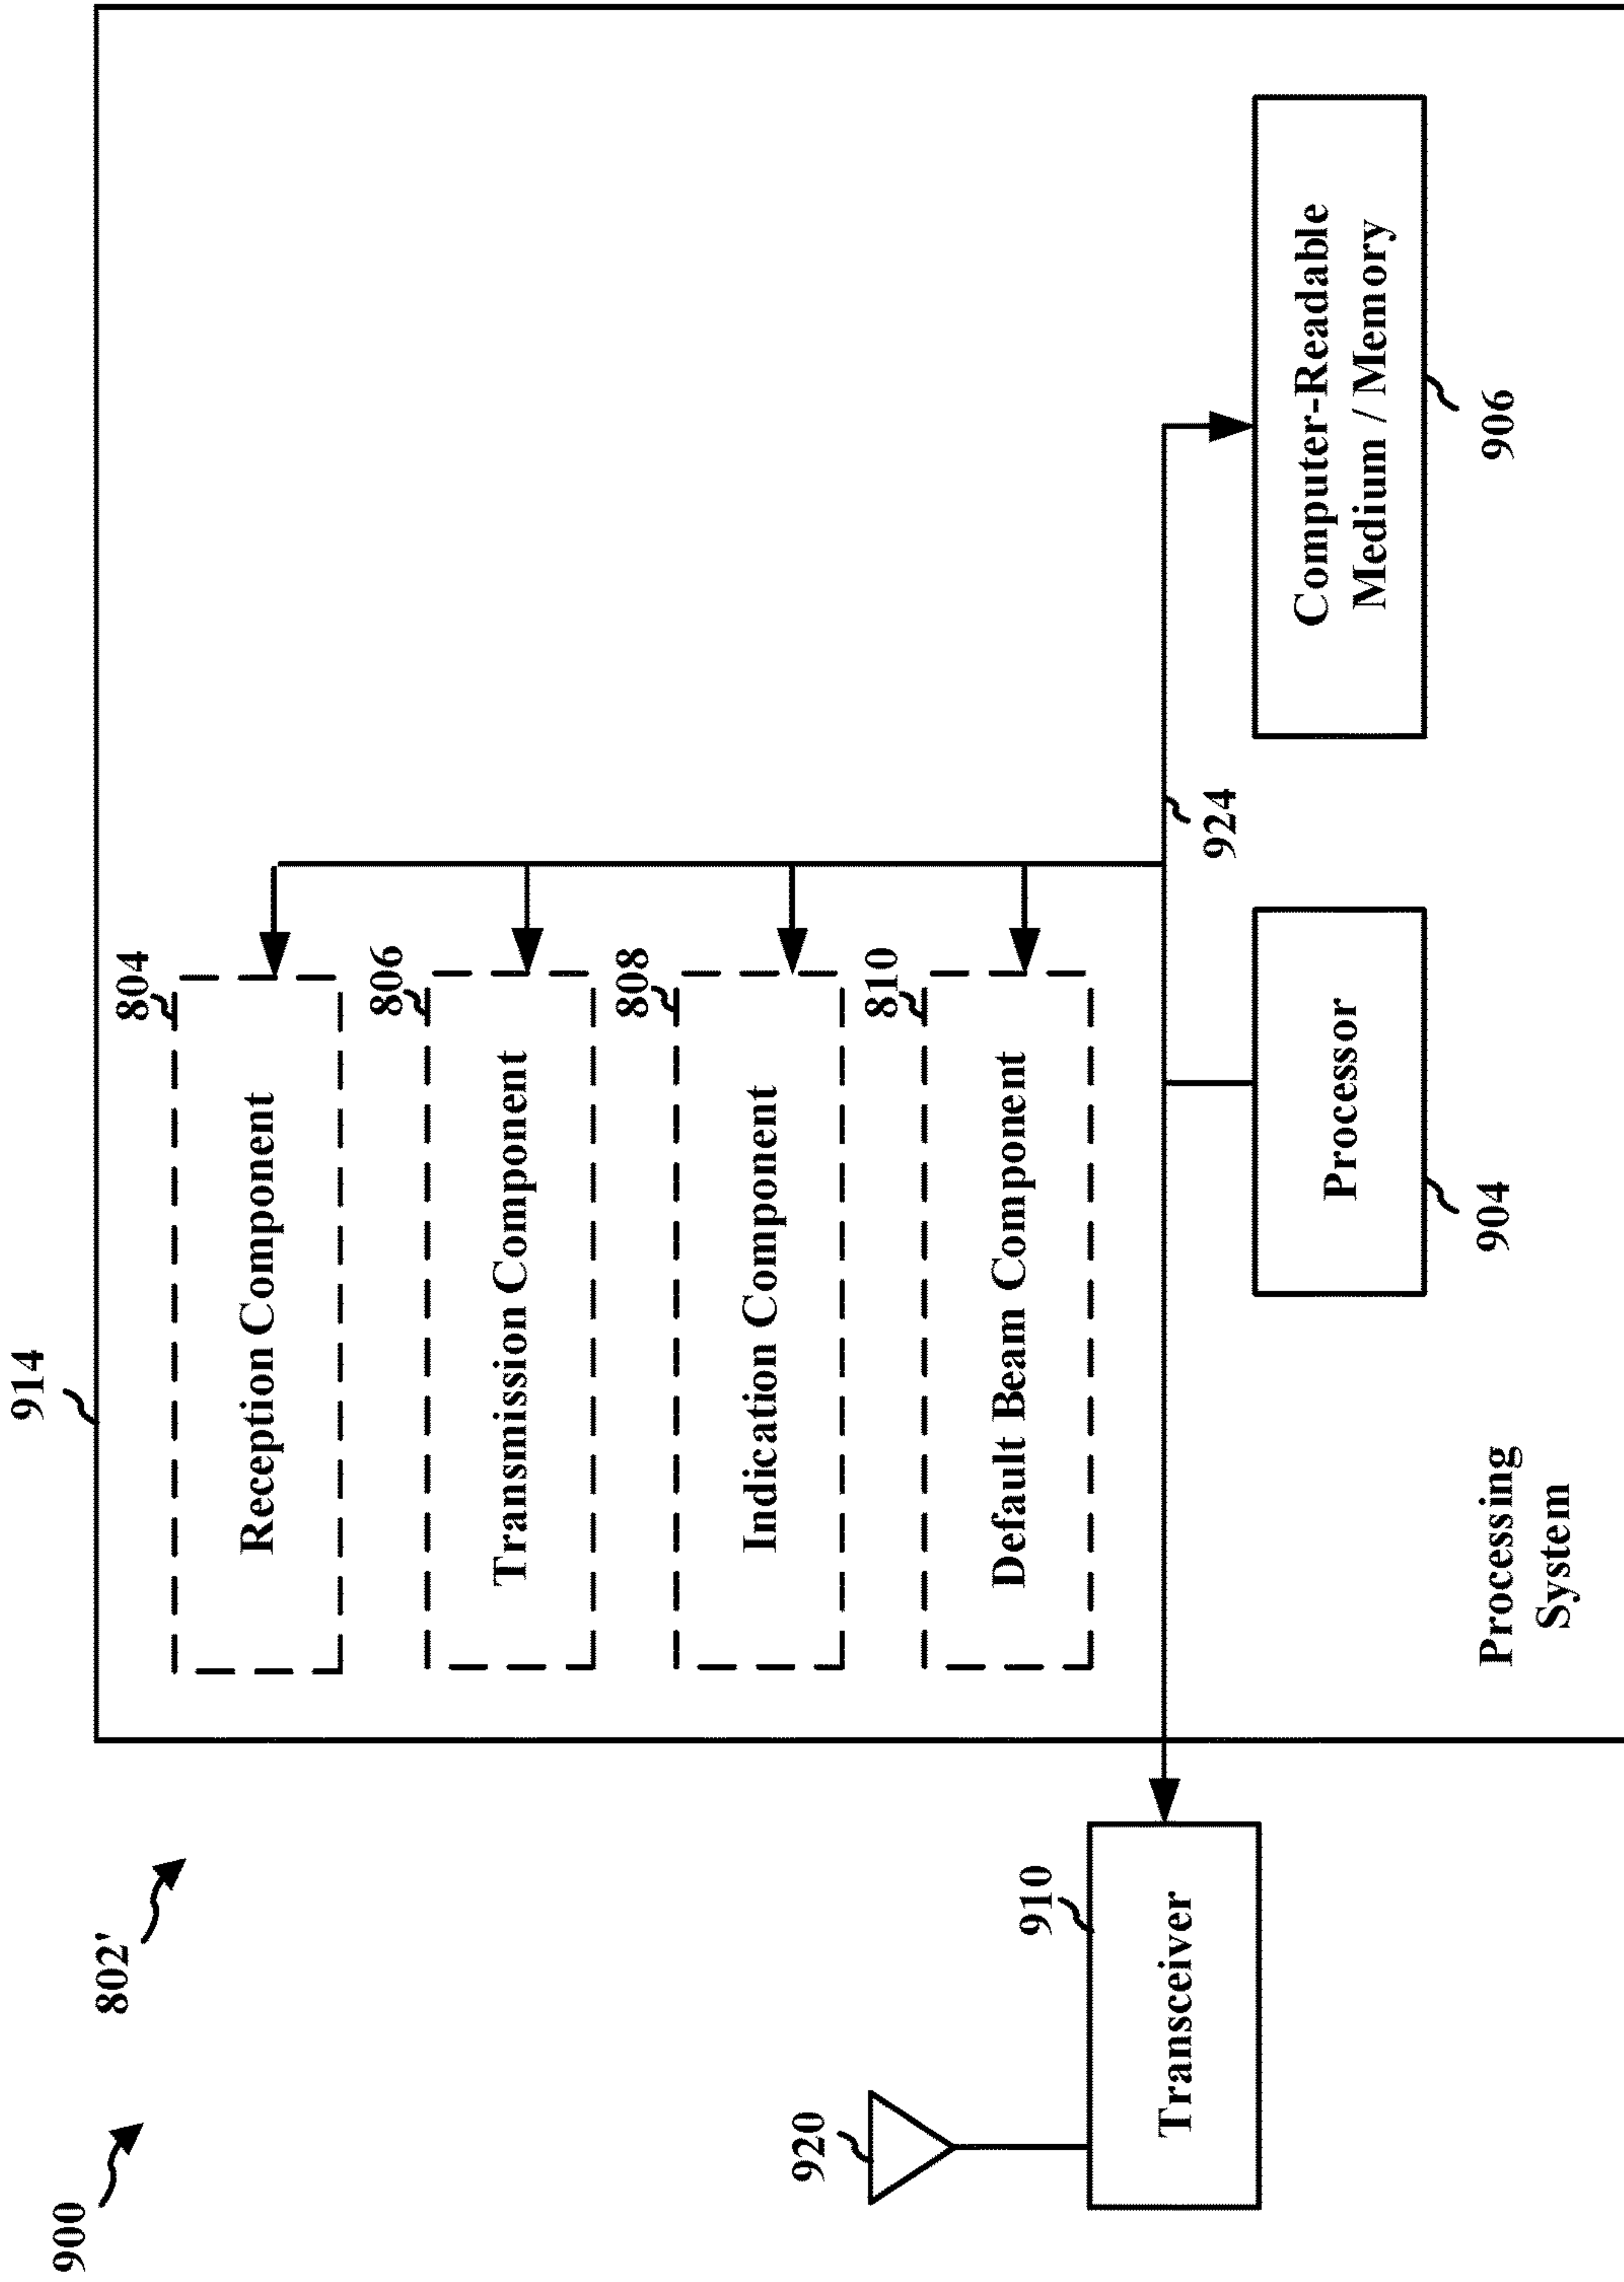 900
802'
914
804
Reception Component
806
Transmission Component
808
Indication Component
810
Default Beam Component
920
910
Transceiver
924
Processor
904
Computer-Readable
Medium / Memory
906
Processing
System